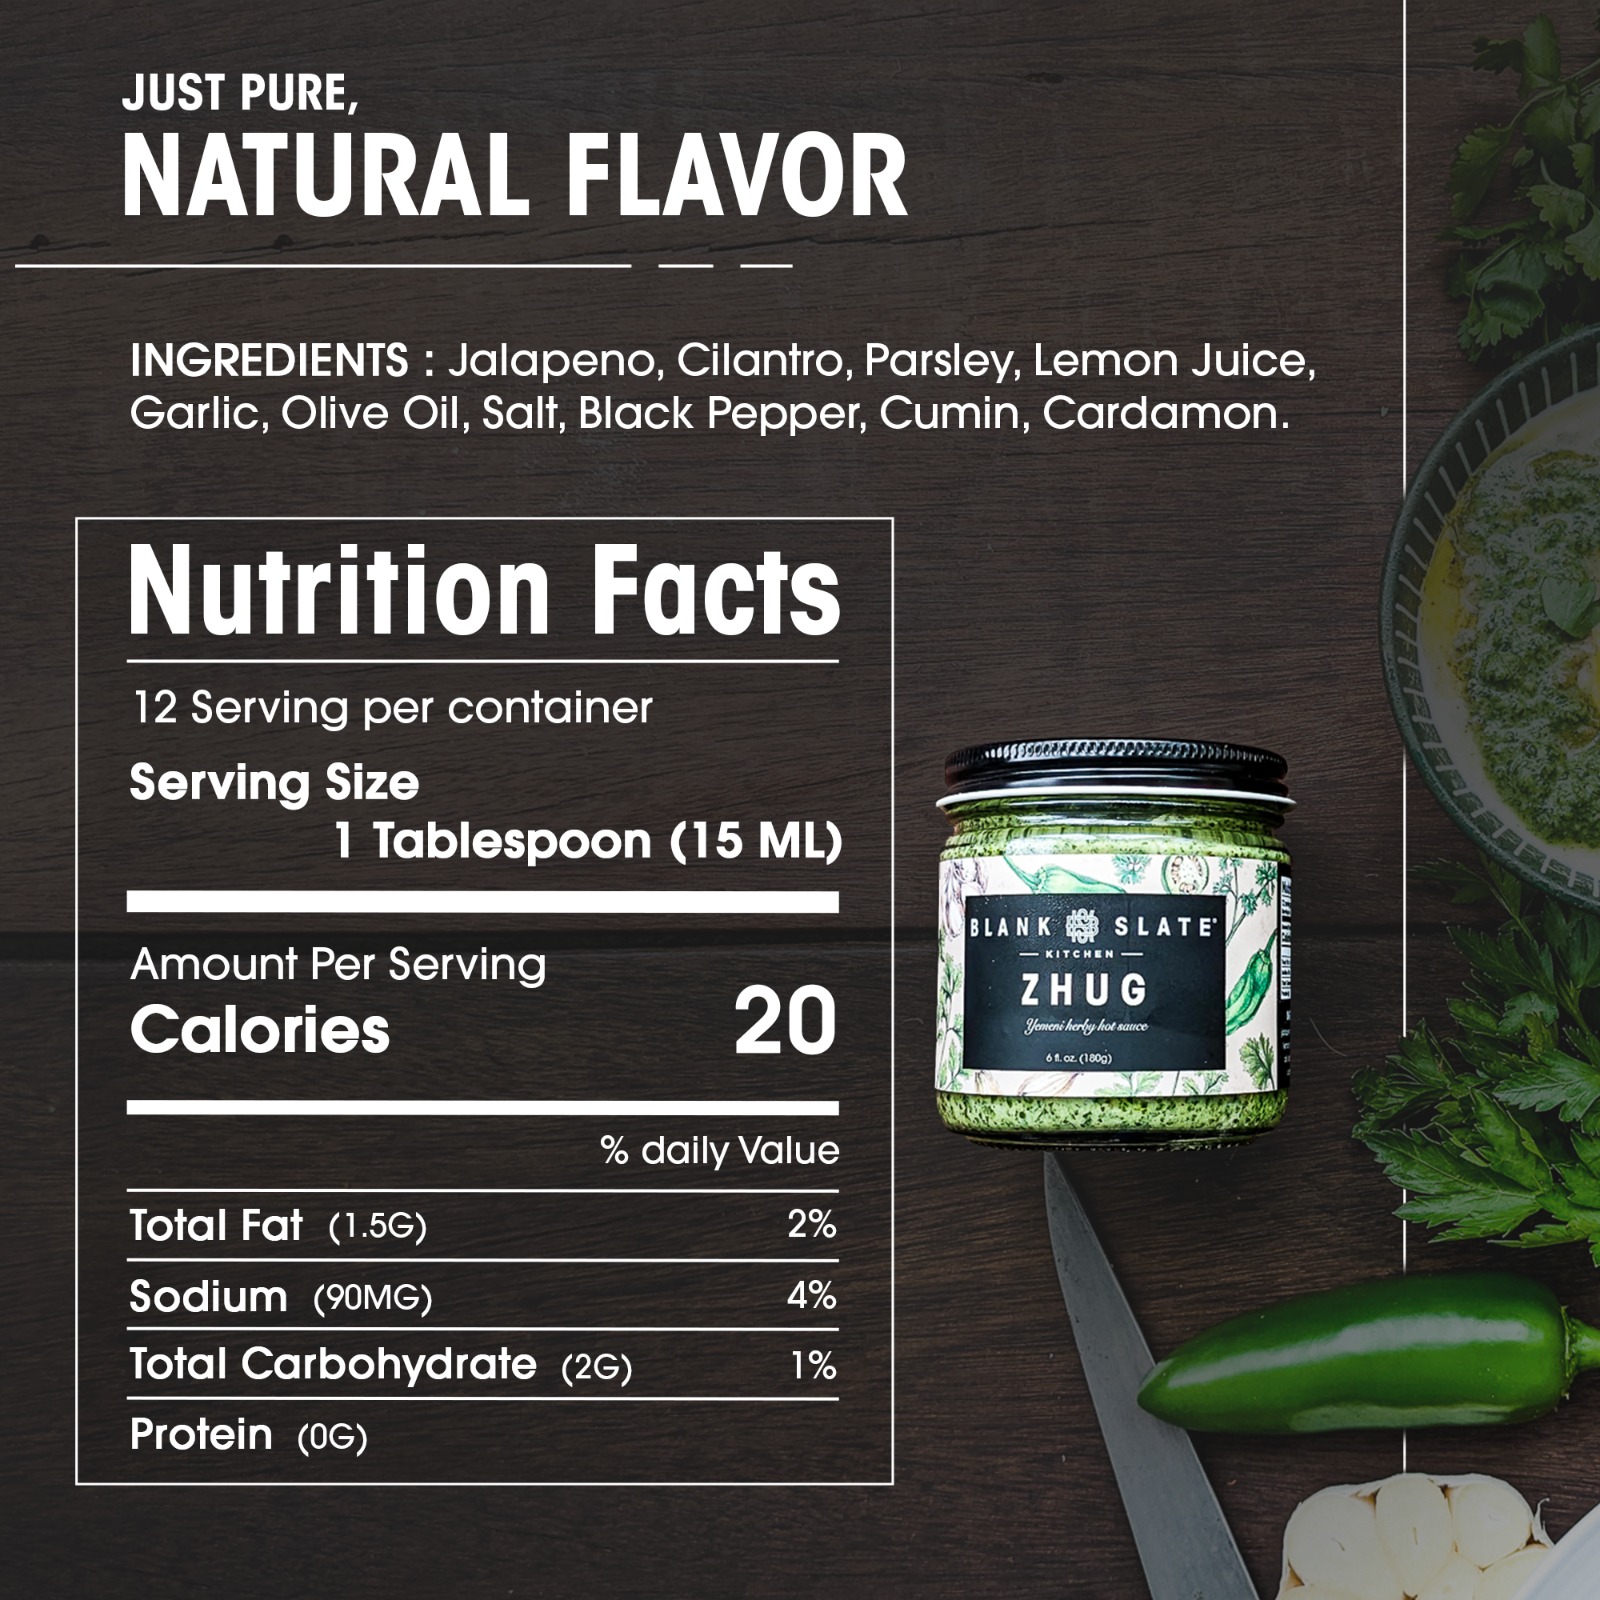 JUST PURE,
NATURAL FLAVOR
INGREDIENTS : Jalapeno, Cilantro, Parsley, Lemon Juice,
Garlic, Olive Oil, Salt, Black Pepper, Cumin, Cardamon.
Nutrition Facts
12 Serving per container
Serving Size
1 Tablespoon (15 ML)
Amount Per Serving
Calories 20
% daily Value
Total Fat (1.5G) 2%
Sodium (90MG) 4%
Total Carbohydrate (2G) 1%
Protein (0G)
BLANK SLATE®
KITCHEN
ZHUG
Yemeni herby hot sauce
6 fl. oz. (180g)